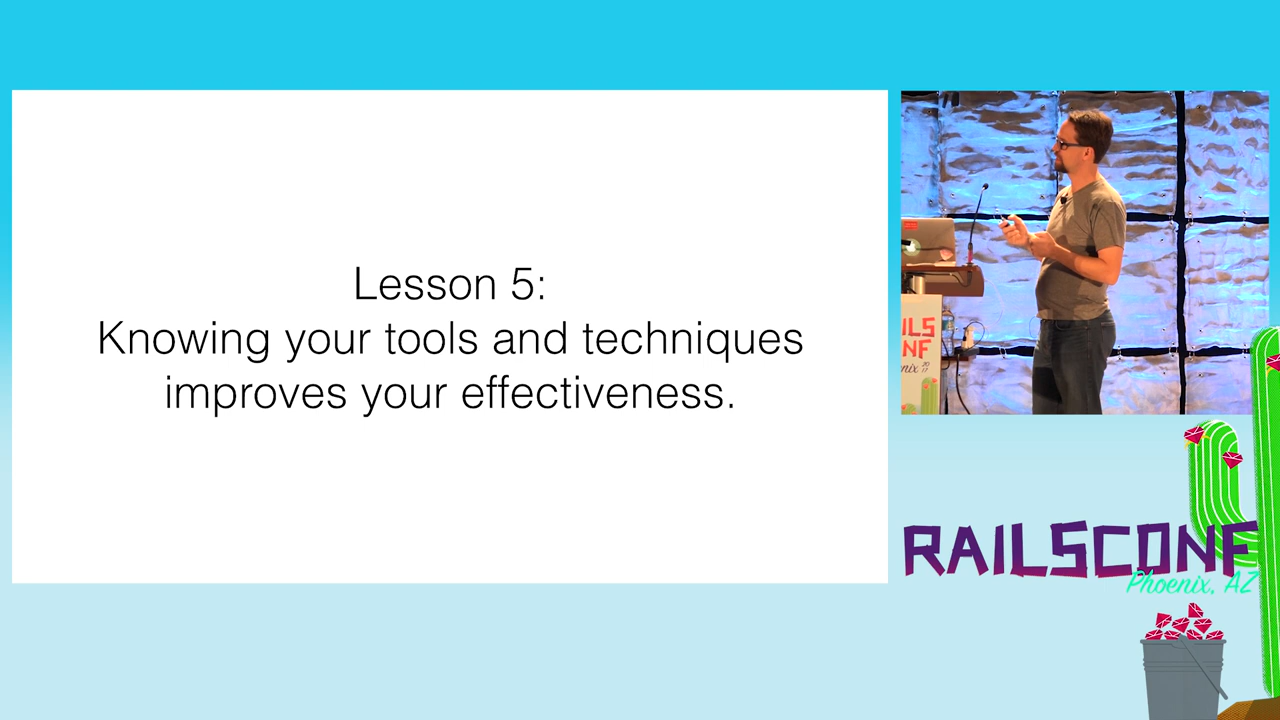 Lesson 5:
Knowing your tools and techniques
improves your effectiveness.
RAILSCONF
Phoenix, AZ